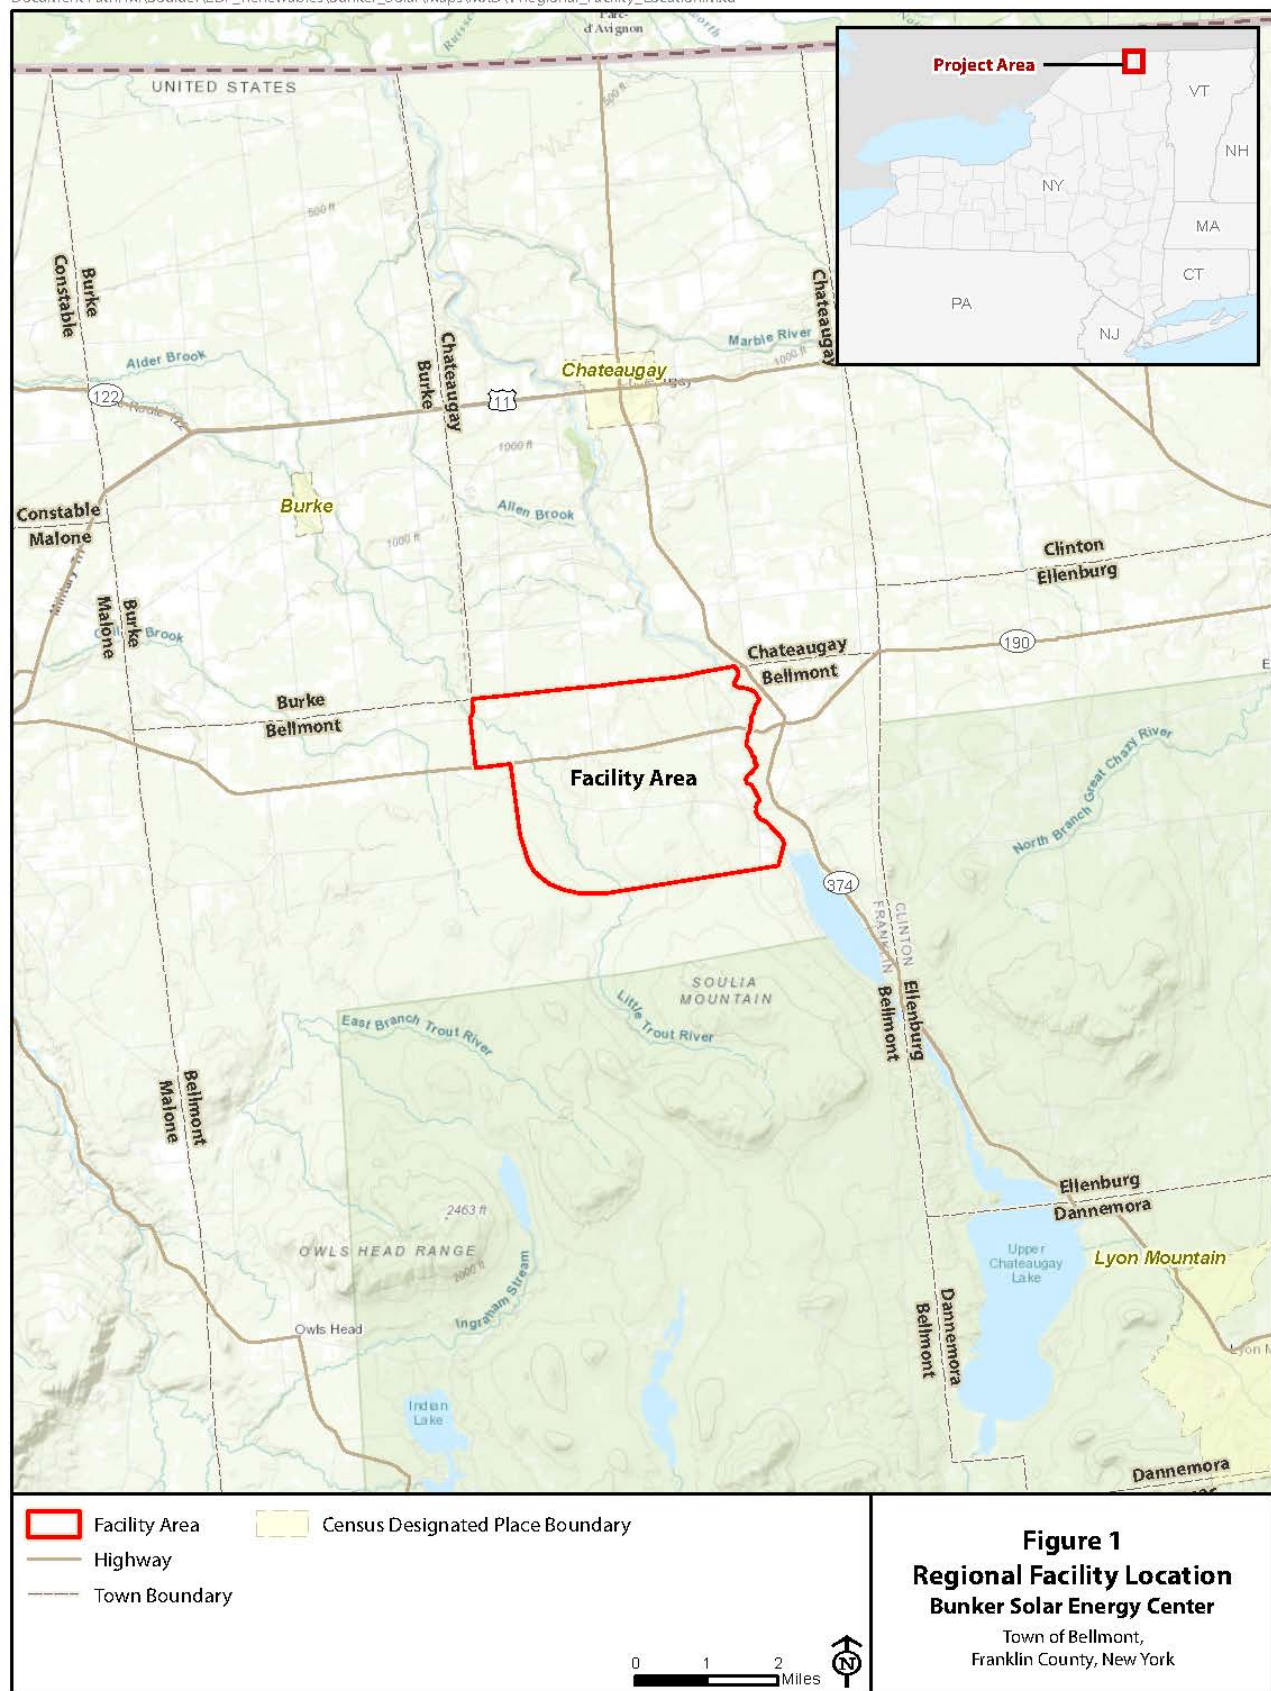 Parc-
d'Avignon
UNITED STATES
500 ft
500 ft
Project Area
VT
NH
NY
MA
CT
PA
NJ
Burke
Constable
Chateaugay
Burke
Chateaugay
Alder Brook
Marble River
1000 ft
Chateaugay
122
11
1000 ft
Burke
Allen Brook
1000 ft
Constable
Malone
Clinton
Ellenburg
Burke
Malone
Brook
190
Chateaugay
Bellmont
Burke
Bellmont
Facility Area
North Branch Great Chazy River
374
CLINTON
FRANKLIN
SOULIA
MOUNTAIN
Ellenburg
Bellmont
East Branch Trout River
Little Trout River
Bellmont
Malone
Ellenburg
Dannemora
2463 ft
OWLS HEAD RANGE
2000 ft
Upper
Chateaugay
Lake
Lyon Mountain
Ingraham Stream
Owls Head
Dannemora
Bellmont
Indian
Lake
Dannemora
Facility Area
Census Designated Place Boundary
Highway
Town Boundary
0 1 2
Miles
N
Figure 1
Regional Facility Location
Bunker Solar Energy Center
Town of Bellmont,
Franklin County, New York